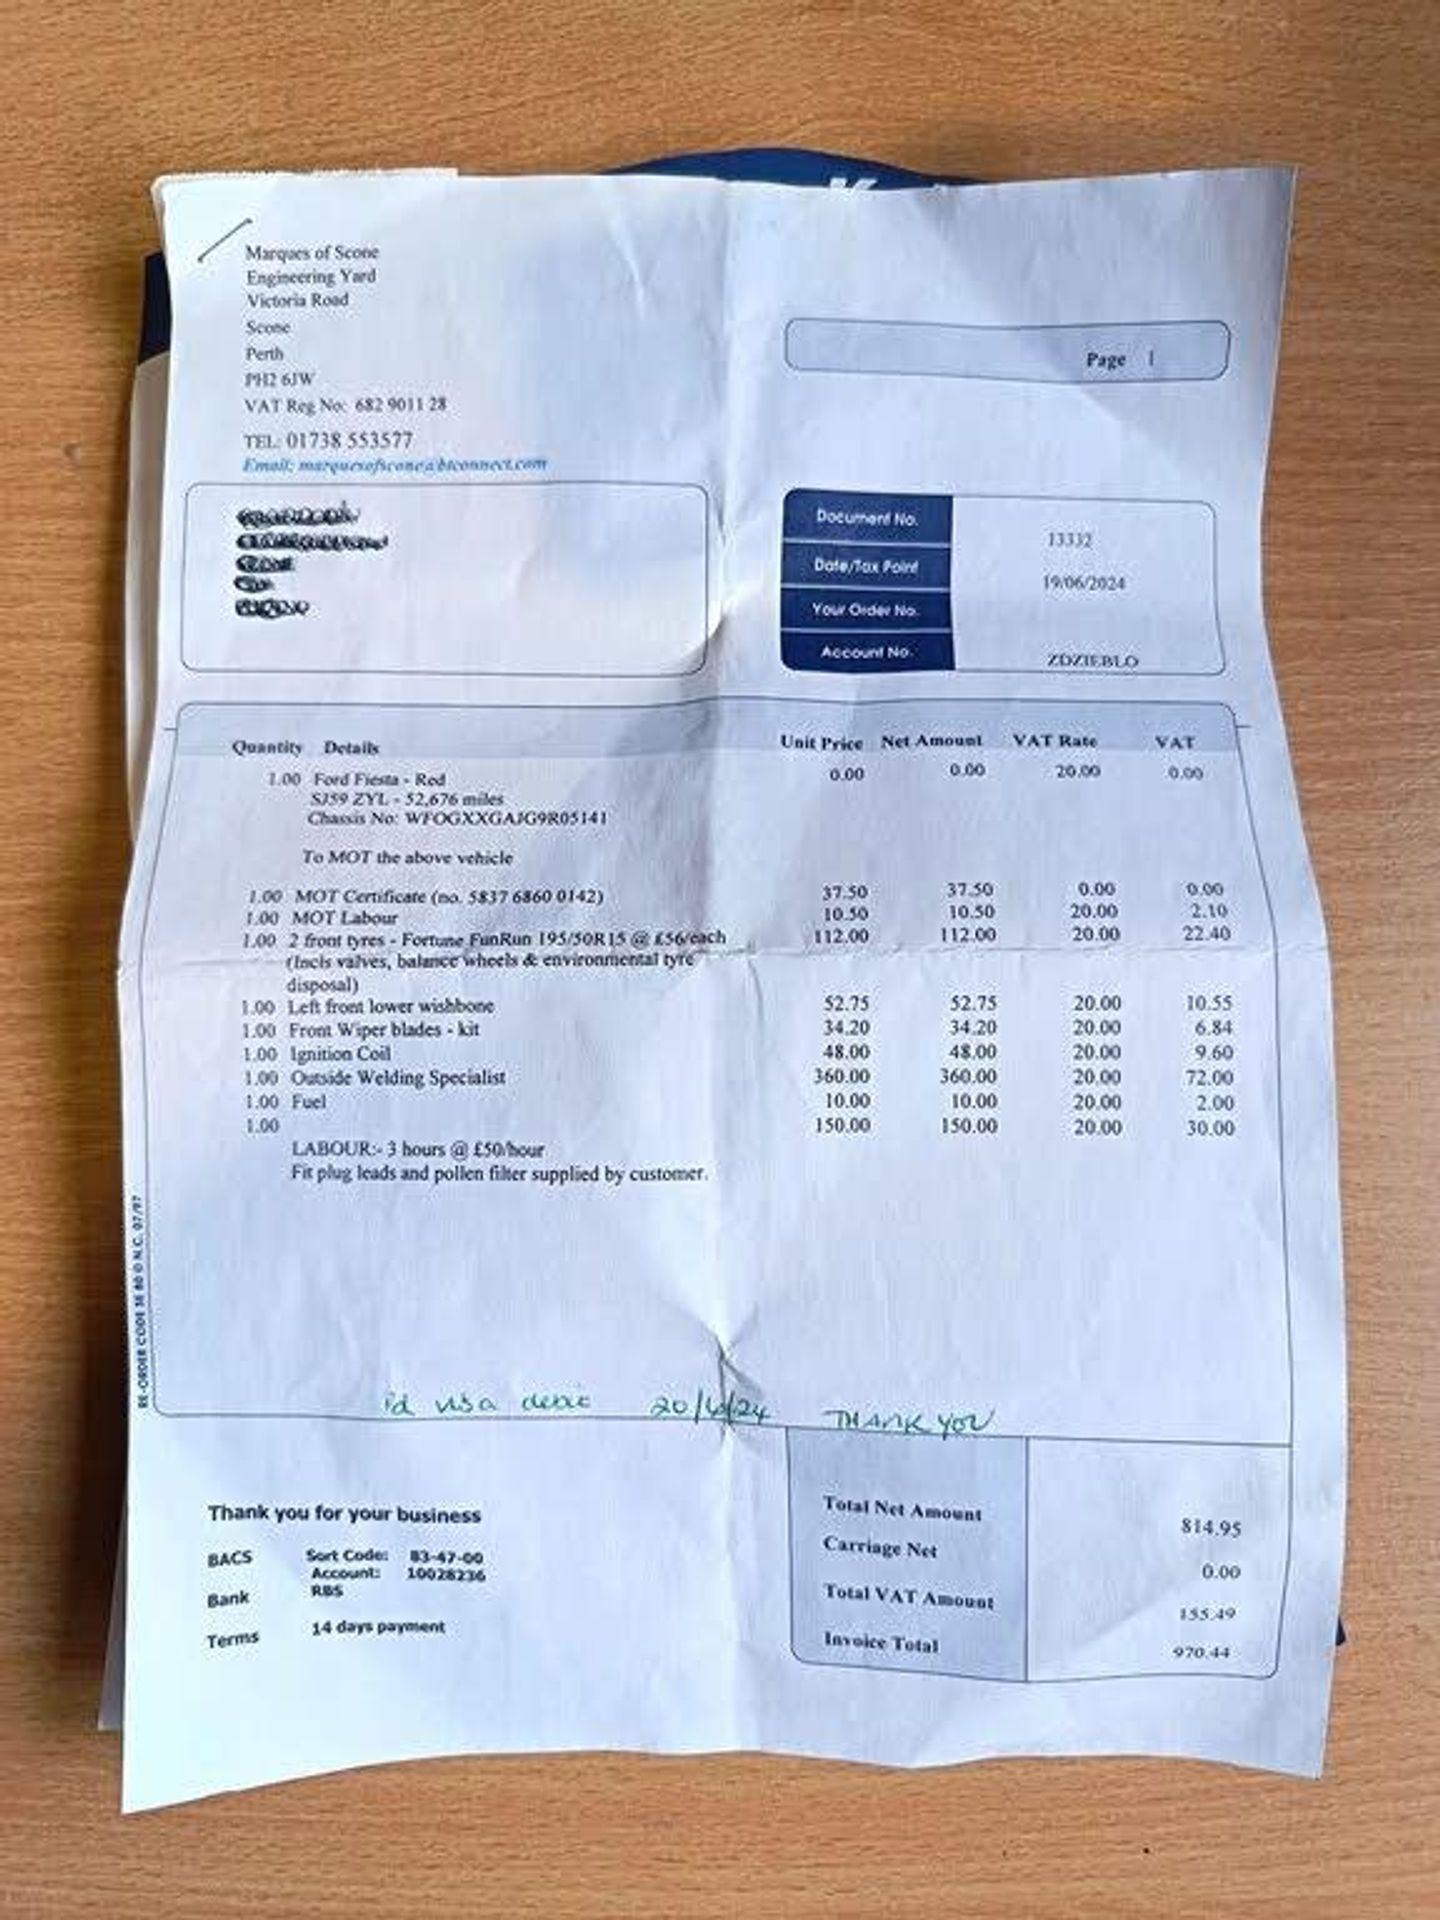 Marques of Scone
Engineering Yard
Victoria Road
Scone
Perth
PH2 6JW
VAT Reg No: 682 9011 28
TEL: 01738 553577
Email; marquesofscone@btconnect.com
Page 1
Document No. 13332
Date/Tax Point 19/06/2024
Your Order No.
Account No. ZDZIEBLO
Quantity Details Unit Price Net Amount VAT Rate VAT
1.00 Ford Fiesta - Red 0.00 0.00 20.00 0.00
SJ59 ZYL - 52,676 miles
Chassis No: WFOGXXGAJG9R05141
To MOT the above vehicle
1.00 MOT Certificate (no. 5837 6860 0142) 37.50 37.50 0.00 0.00
1.00 MOT Labour 10.50 10.50 20.00 2.10
1.00 2 front tyres - Fortune FunRun 195/50R15 @ £56/each 112.00 112.00 20.00 22.40
(Incls valves, balance wheels & environmental tyre
disposal)
1.00 Left front lower wishbone 52.75 52.75 20.00 10.55
1.00 Front Wiper blades - kit 34.20 34.20 20.00 6.84
1.00 Ignition Coil 48.00 48.00 20.00 9.60
1.00 Outside Welding Specialist 360.00 360.00 20.00 72.00
1.00 Fuel 10.00 10.00 20.00 2.00
1.00 150.00 150.00 20.00 30.00
LABOUR:- 3 hours @ £50/hour
Fit plug leads and pollen filter supplied by customer.
RE-ORDER CODE SE 80 O N.C. 07/97
Pd visa 20/6/24 THANK YOU
Total Net Amount 814.95
Carriage Net 0.00
Total VAT Amount 155.49
Invoice Total 970.44
Thank you for your business
BACS Sort Code: 83-47-00
Account: 10028236
Bank RBS
Terms 14 days payment